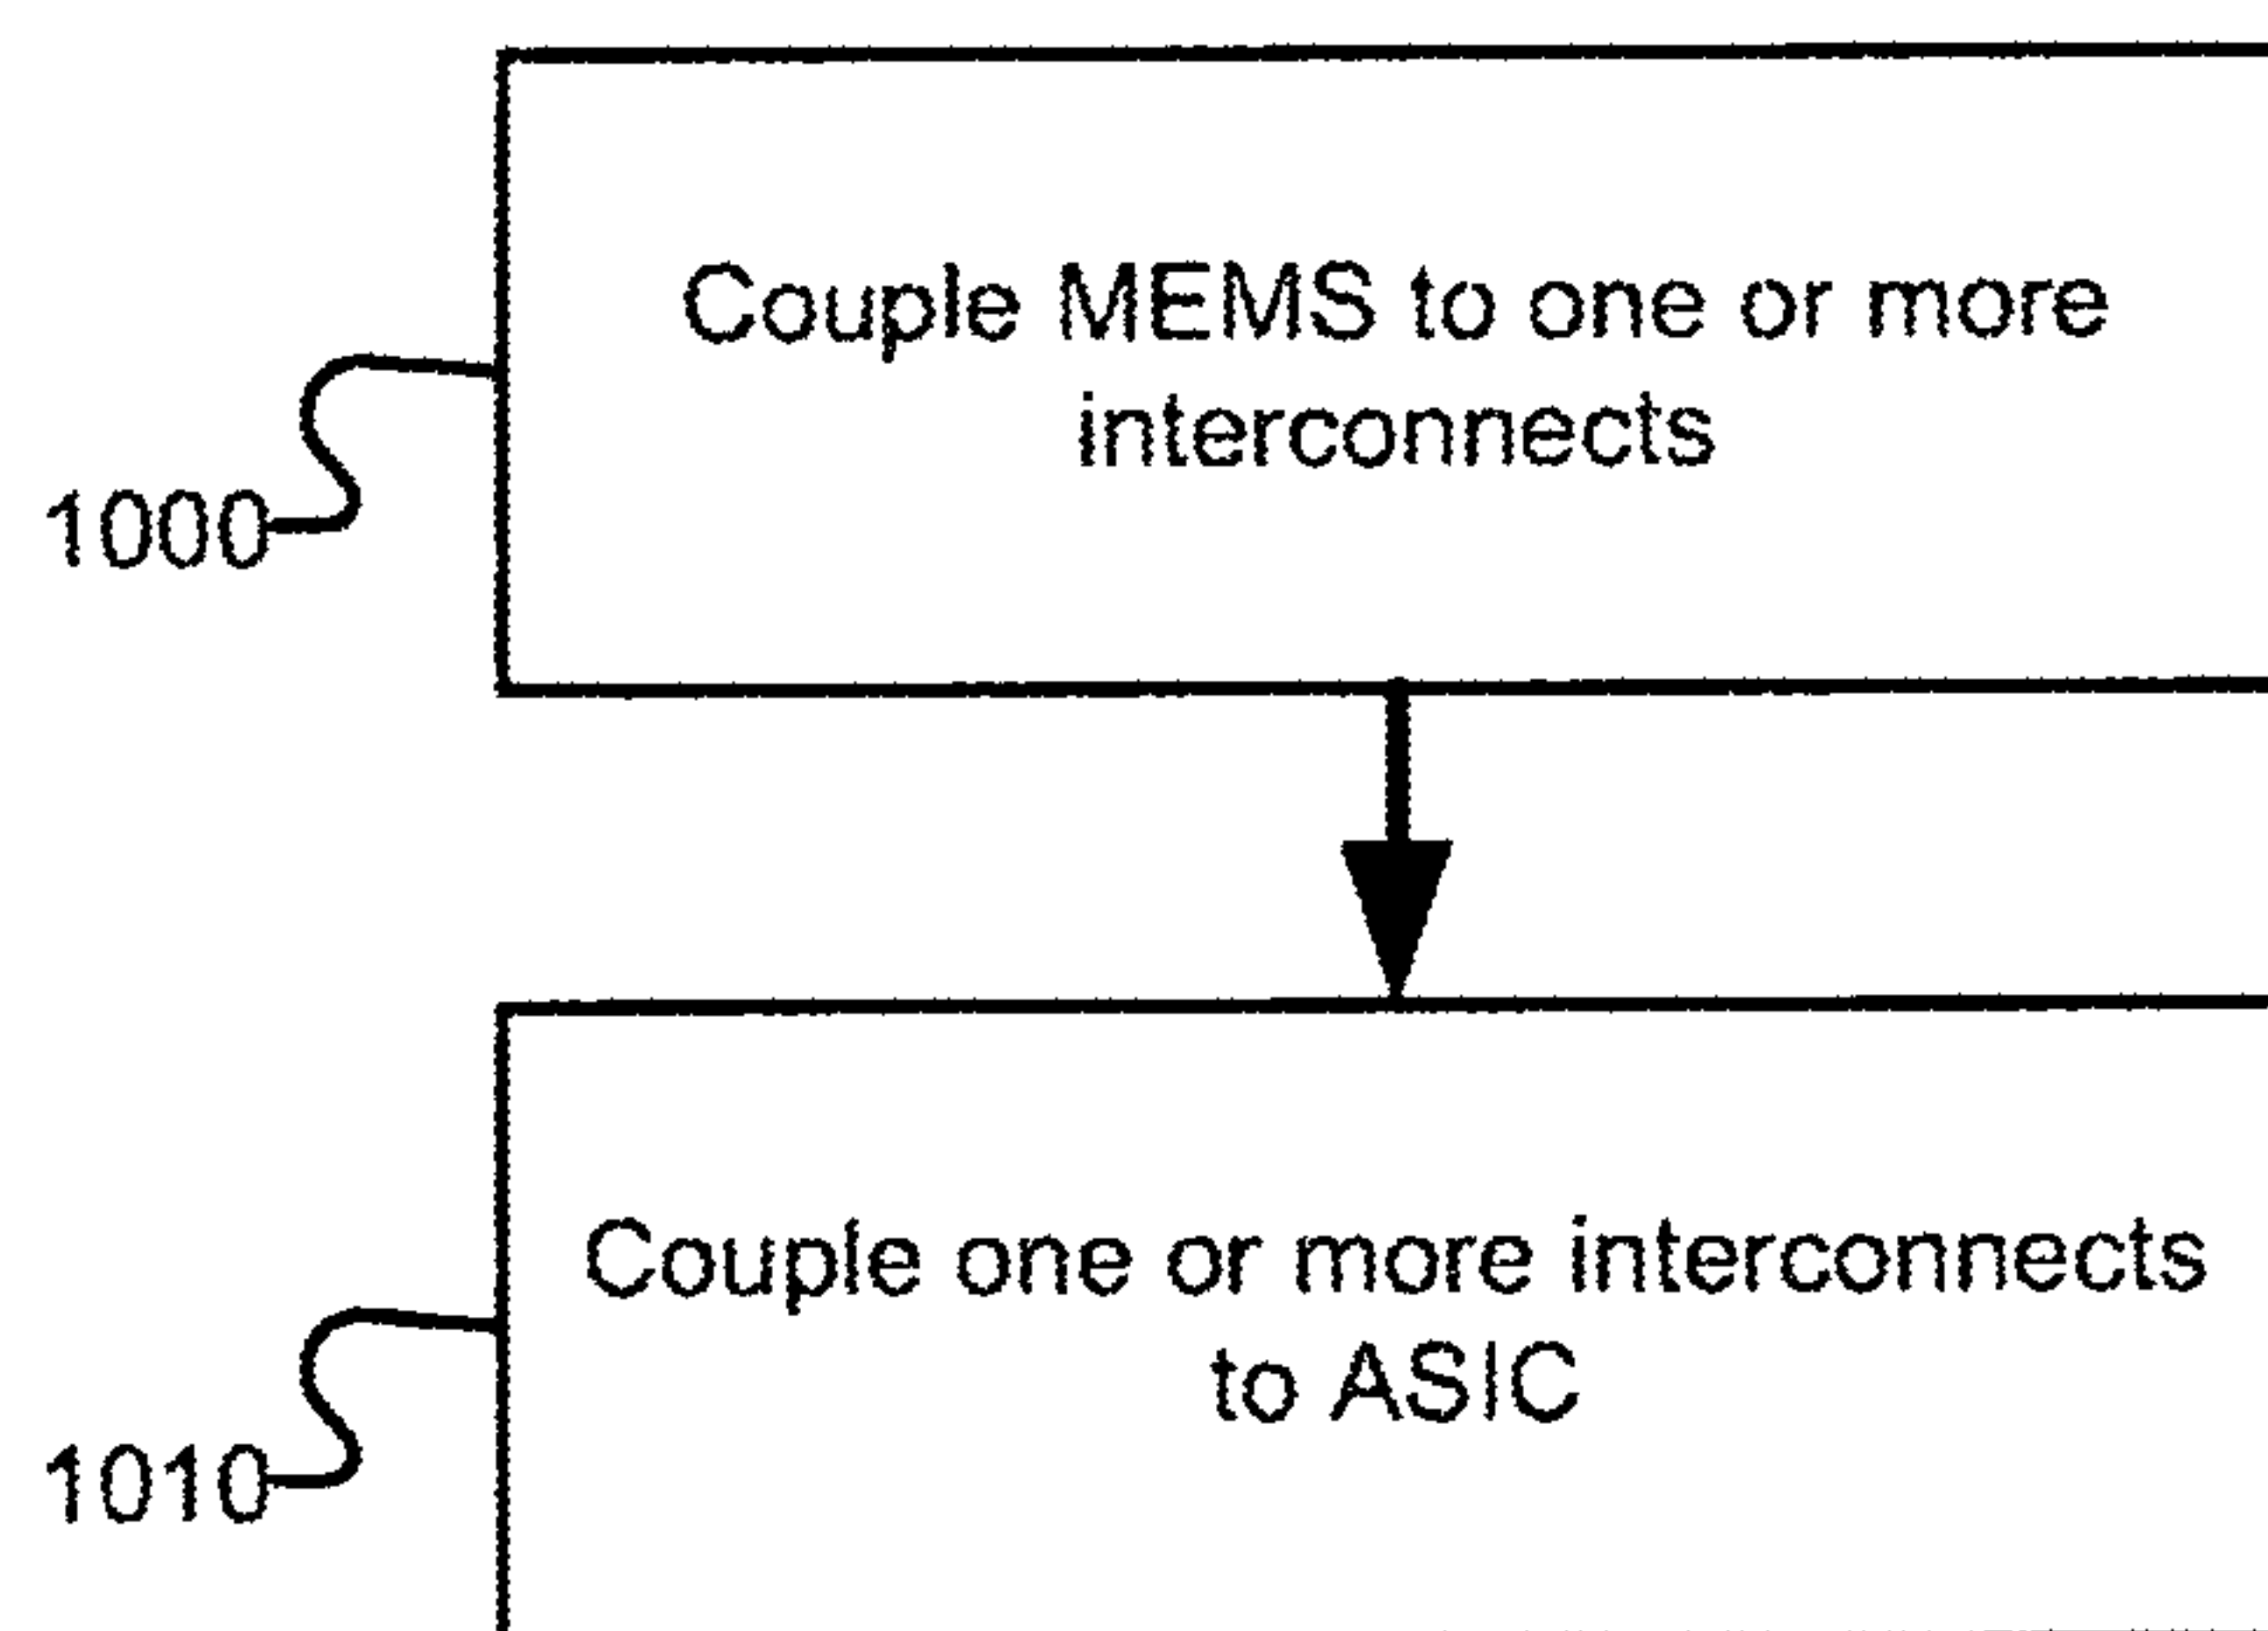 Couple MEMS to one or more
interconnects
1000
Couple one or more interconnects
to ASIC
1010